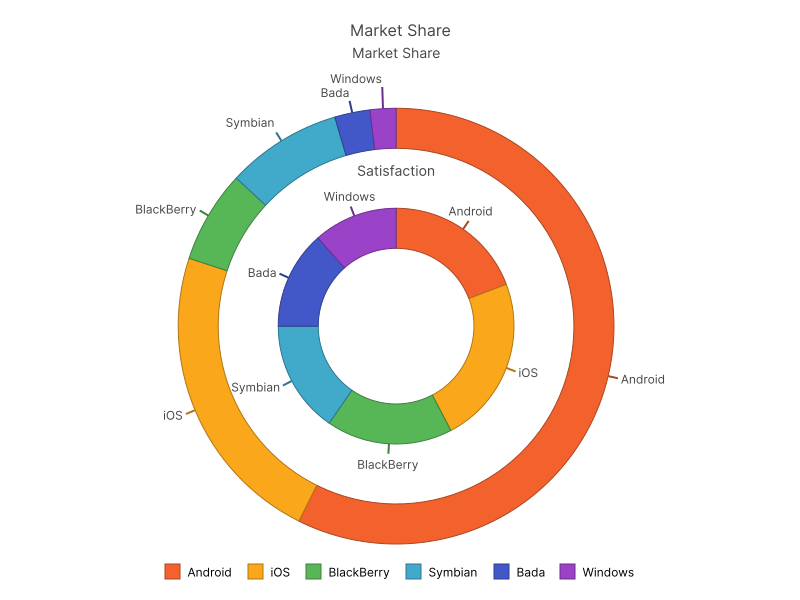 Market Share
Market Share
Windows
Bada
Symbian
BlackBerry
iOS
Android
Satisfaction
Windows
Android
Bada
iOS
Symbian
BlackBerry
Android iOS BlackBerry Symbian Bada Windows